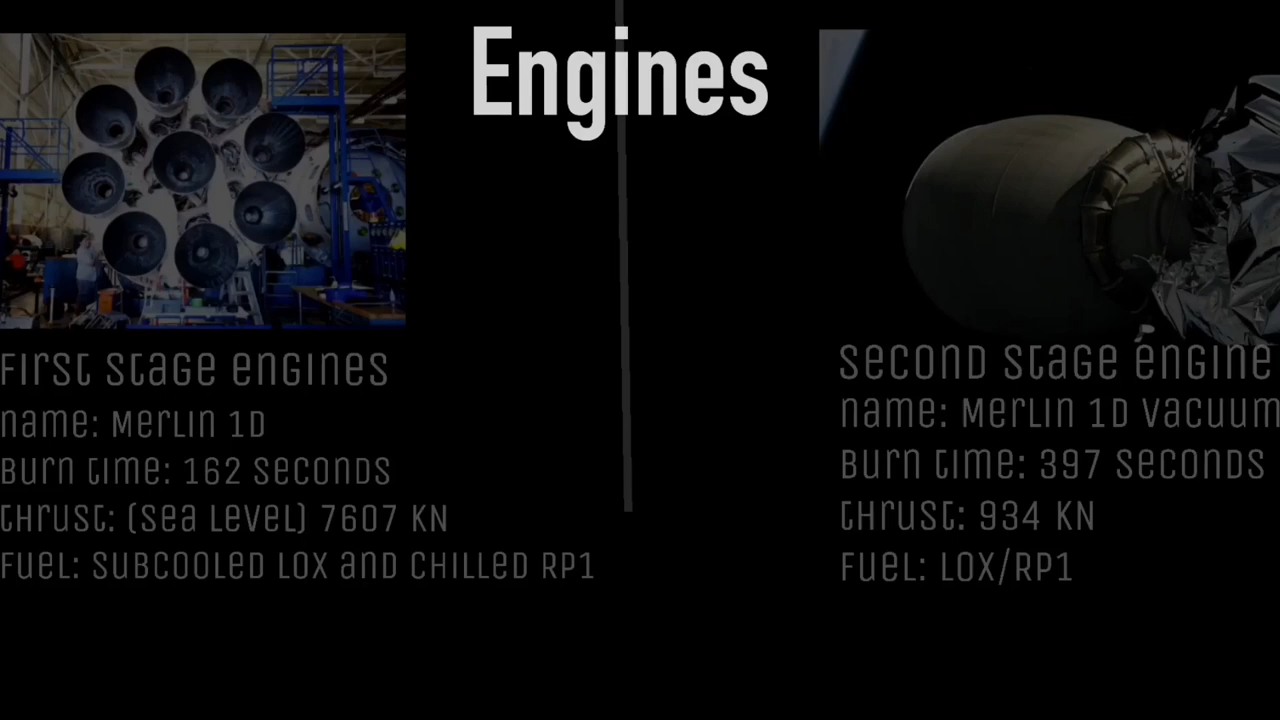 Engines
First stage engines
name: Merlin 1D
Burn time: 162 seconds
thrust: (sea level) 7607 KN
Fuel: subcooled LOX and chilled RP1
second stage engine
name: Merlin 1D vacuum
Burn time: 397 seconds
thrust: 934 KN
Fuel: LOX/RP1